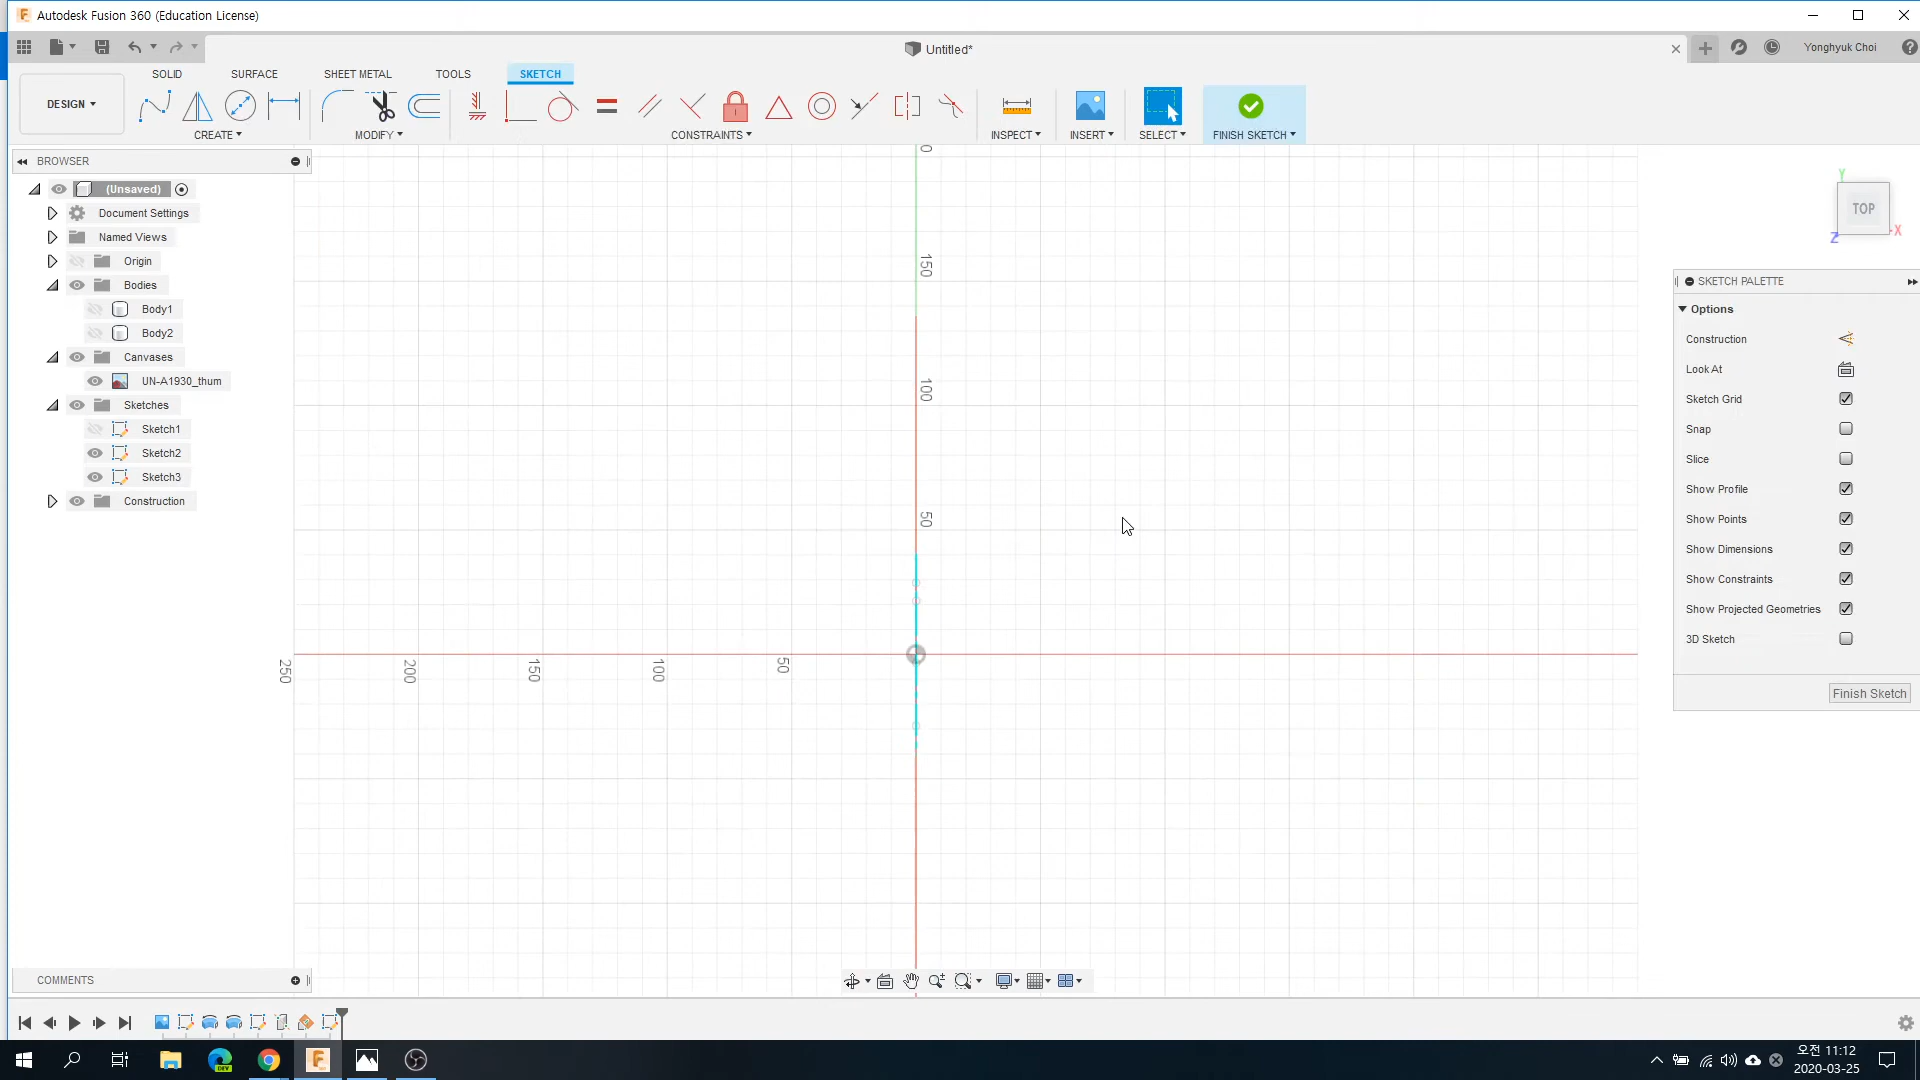 Autodesk Fusion 360 (Education License)
Untitled*
Yonghyuk Choi
SOLID
SURFACE
SHEET METAL
TOOLS
SKETCH
DESIGN
CREATE
MODIFY
CONSTRAINTS
INSPECT
INSERT
SELECT
FINISH SKETCH
BROWSER
(Unsaved)
Document Settings
Named Views
Origin
Bodies
Body1
Body2
Canvases
UN-A1930_thum
Sketches
Sketch1
Sketch2
Sketch3
Construction
0
150
100
50
250
200
150
100
50
Y
TOP
X
Z
SKETCH PALETTE
Options
Construction
Look At
Sketch Grid
Snap
Slice
Show Profile
Show Points
Show Dimensions
Show Constraints
Show Projected Geometries
3D Sketch
Finish Sketch
COMMENTS
DEV
오전 11:12
2020-03-25